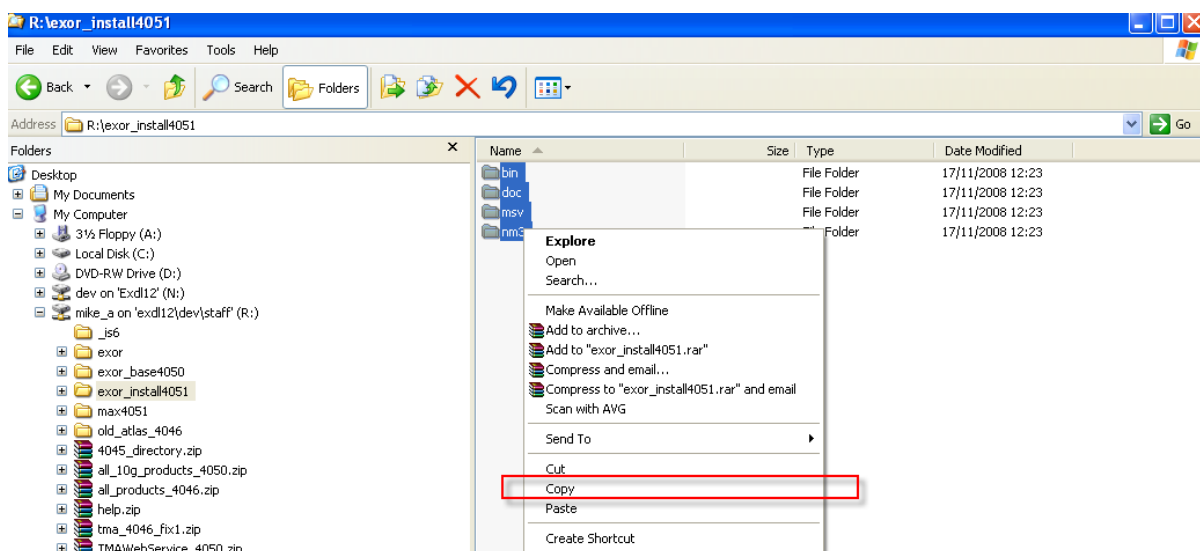 R:\exor_install4051
File Edit View Favorites Tools Help
Back Search Folders
Address R:\exor_install4051 Go
Folders x
Name Size Type Date Modified
Desktop
My Documents
My Computer
3½ Floppy (A:)
Local Disk (C:)
DVD-RW Drive (D:)
dev on 'Exdl12' (N:)
mike_a on 'exdl12\dev\staff' (R:)
_is6
exor
exor_base4050
exor_install4051
max4051
old_atlas_4046
4045_directory.zip
all_10g_products_4050.zip
all_products_4046.zip
help.zip
tma_4046_fix1.zip
TMAWebService_4050.zip
bin File Folder 17/11/2008 12:23
doc File Folder 17/11/2008 12:23
msv File Folder 17/11/2008 12:23
nm3 File Folder 17/11/2008 12:23
Explore
Open
Search...
Make Available Offline
Add to archive...
Add to "exor_install4051.rar"
Compress and email...
Compress to "exor_install4051.rar" and email
Scan with AVG
Send To
Cut
Copy
Paste
Create Shortcut